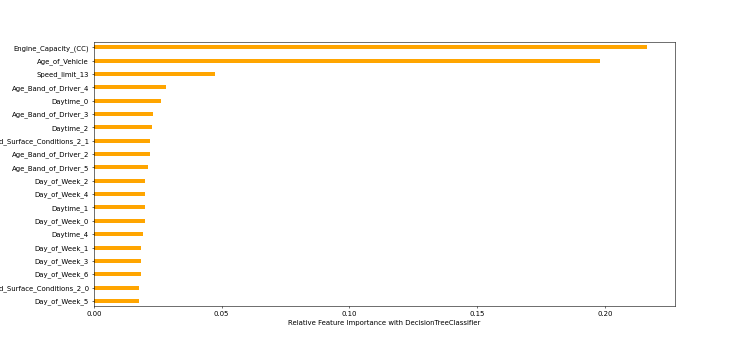 Engine_Capacity_(CC)
Age_of_Vehicle
Speed_limit_13
Age_Band_of_Driver_4
Daytime_0
Age_Band_of_Driver_3
Daytime_2
d_Surface_Conditions_2_1
Age_Band_of_Driver_2
Age_Band_of_Driver_5
Day_of_Week_2
Day_of_Week_4
Daytime_1
Day_of_Week_0
Daytime_4
Day_of_Week_1
Day_of_Week_3
Day_of_Week_6
d_Surface_Conditions_2_0
Day_of_Week_5
0.00 0.05 0.10 0.15 0.20
Relative Feature Importance with DecisionTreeClassifier